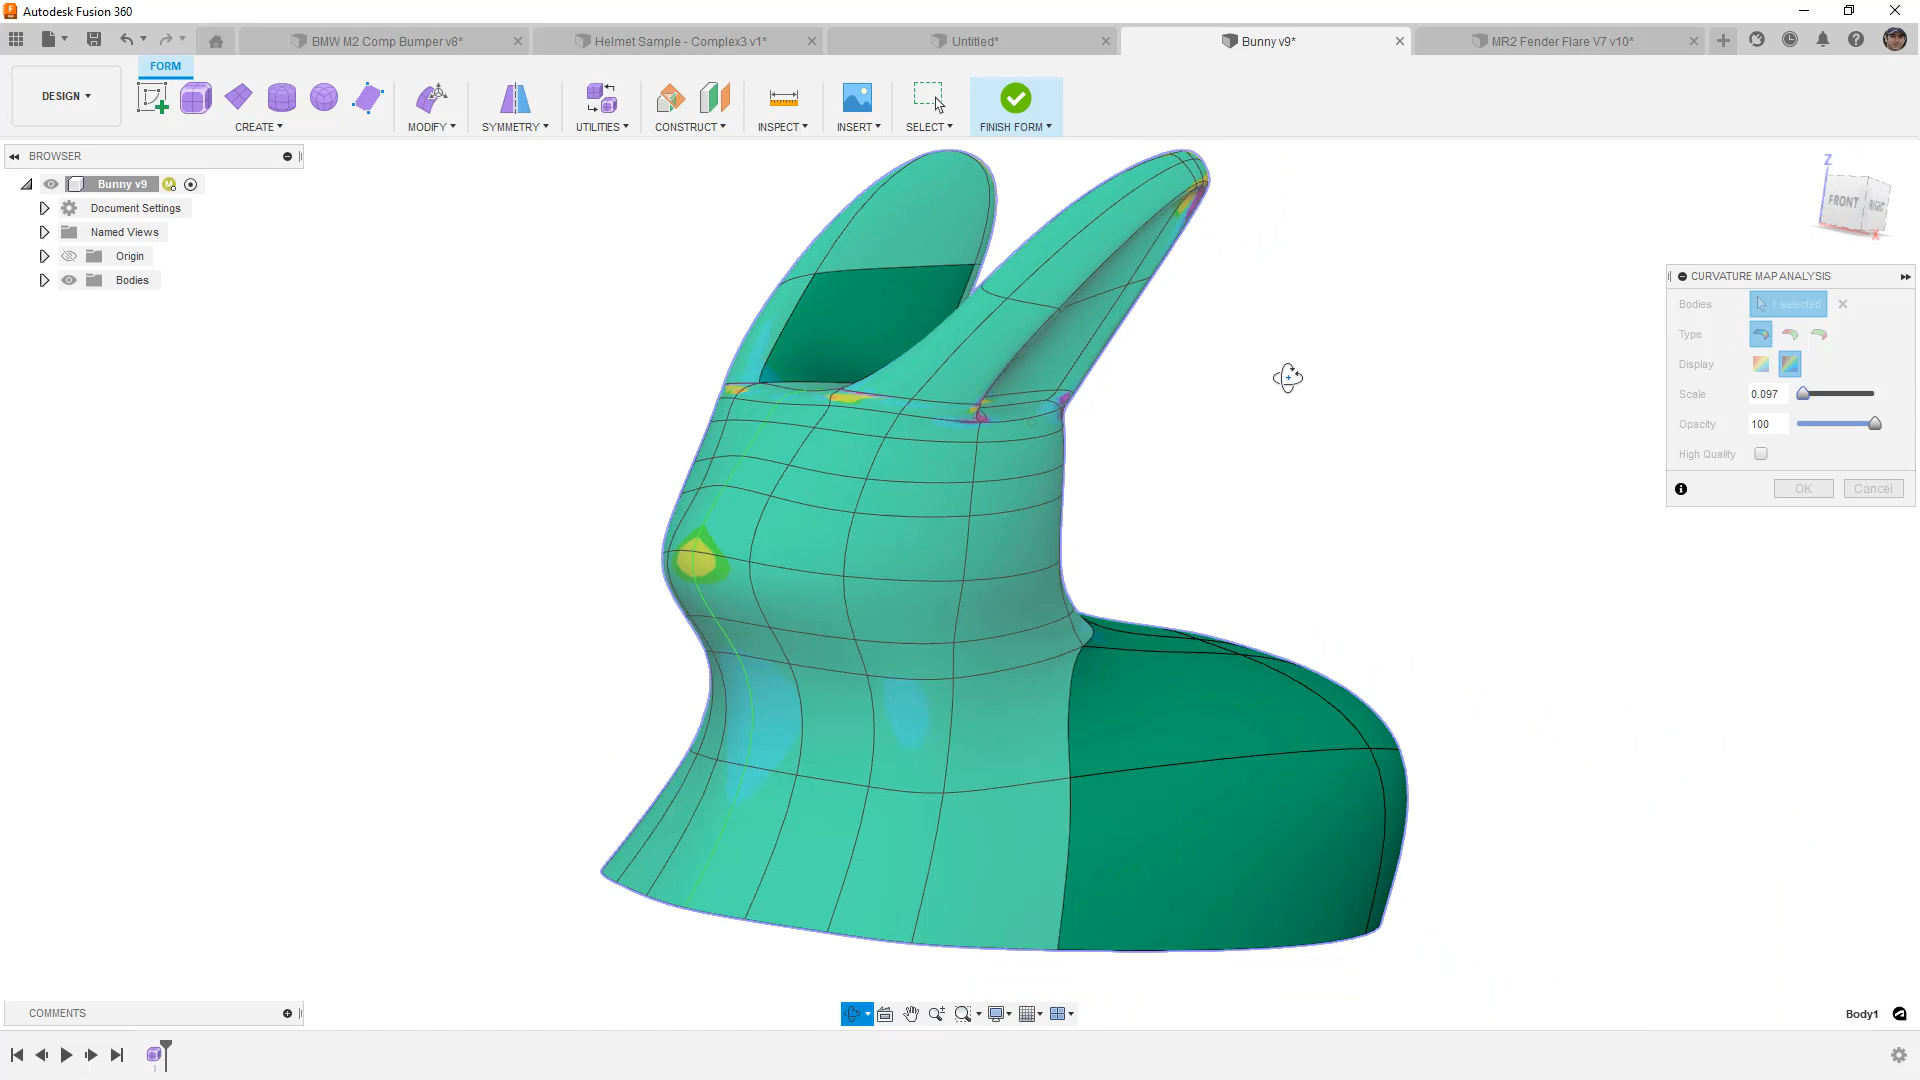 Autodesk Fusion 360
BMW M2 Comp Bumper v8*
Helmet Sample - Complex3 v1*
Untitled*
Bunny v9*
MR2 Fender Flare V7 v10*
FORM
DESIGN
CREATE
MODIFY
SYMMETRY
UTILITIES
CONSTRUCT
INSPECT
INSERT
SELECT
FINISH FORM
BROWSER
Bunny v9
Document Settings
Named Views
Origin
Bodies
Z
FRONT
RIGHT
X
CURVATURE MAP ANALYSIS
Bodies
1 selected
Type
Display
Scale
0.097
Opacity
100
High Quality
OK
Cancel
COMMENTS
Body1